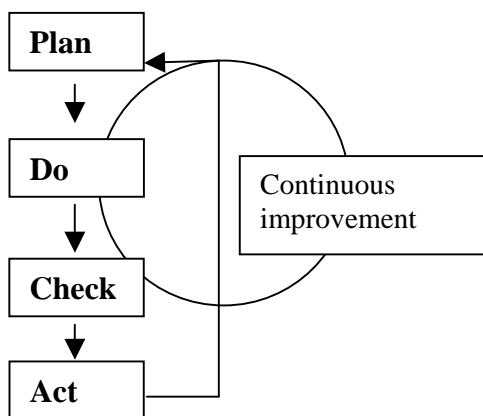 Plan
Do
Continuous
improvement
Check
Act